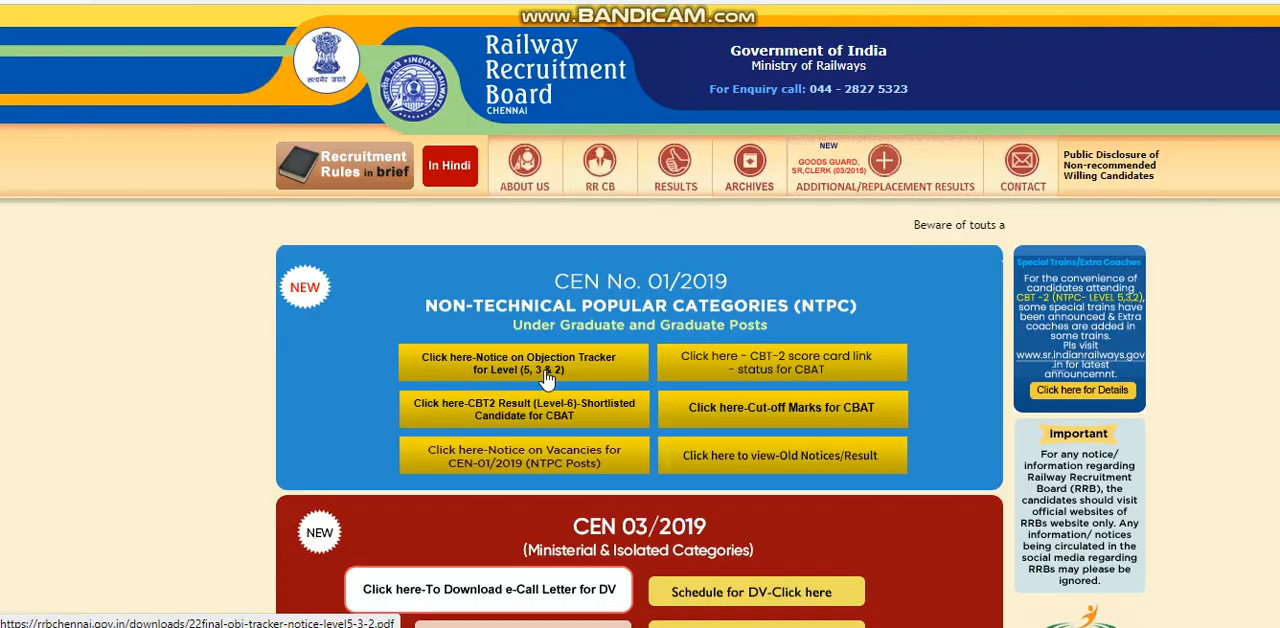 www.BANDICAM.com
Railway
Recruitment
Board
CHENNAI
सत्यमेव जयते
INDIAN RAILWAYS
Government of India
Ministry of Railways
For Enquiry call: 044 - 2827 5323
Recruitment
Rules in brief
In Hindi
ABOUT US
RR CB
RESULTS
ARCHIVES
NEW
GOODS GUARD,
SR,CLERK (03/2015)
ADDITIONAL/REPLACEMENT RESULTS
CONTACT
Public Disclosure of
Non-recommended
Willing Candidates
Beware of touts a
NEW
CEN No. 01/2019
NON-TECHNICAL POPULAR CATEGORIES (NTPC)
Under Graduate and Graduate Posts
Click here-Notice on Objection Tracker
for Level (5, 3 & 2)
Click here - CBT-2 score card link
- status for CBAT
Click here-CBT2 Result (Level-6)-Shortlisted
Candidate for CBAT
Click here-Cut-off Marks for CBAT
Click here-Notice on Vacancies for
CEN-01/2019 (NTPC Posts)
Click here to view-Old Notices/Result
NEW
CEN 03/2019
(Ministerial & Isolated Categories)
Click here-To Download e-Call Letter for DV
Schedule for DV-Click here
Special Trains/Extra Coaches
For the convenience of
candidates attending
CBT -2 (NTPC- LEVEL 5,3,2),
some special trains have
been announced & Extra
coaches are added in
some trains.
Pls visit
www.sr.indianrailways.gov
.in for latest
announcemnt.
Click here for Details
Important
For any notice/
information regarding
Railway Recruitment
Board (RRB), the
candidates should visit
official websites of
RRBs website only. Any
information/ notices
being circulated in the
social media regarding
RRBs may please be
ignored.
https://rrbchennai.gov.in/downloads/22final-obj-tracker-notice-level5-3-2.pdf